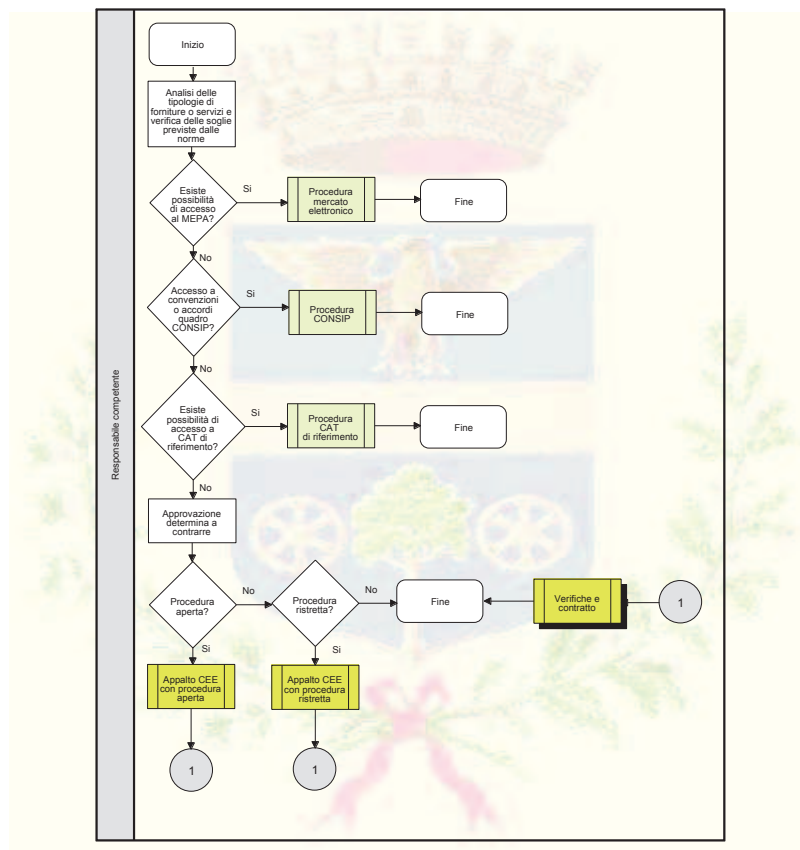 Responsabile competente
Inizio
Analisi delle
tipologie di
forniture o servizi e
verifica delle soglie
previste dalle
norme
Esiste
possibilità
di accesso
al MEPA?
Si
Procedura
mercato
elettronico
Fine
No
Accesso a
convenzioni
o accordi
quadro
CONSIP?
Si
Procedura
CONSIP
Fine
No
Esiste
possibilità di
accesso a
CAT di
riferimento?
Si
Procedura
CAT
di riferimento
Fine
No
Approvazione
determina a
contrarre
Procedura
aperta?
No
Procedura
ristretta?
No
Fine
Verifiche e
contratto
1
Si
Si
Appalto CEE
con procedura
aperta
Appalto CEE
con procedura
ristretta
1
1